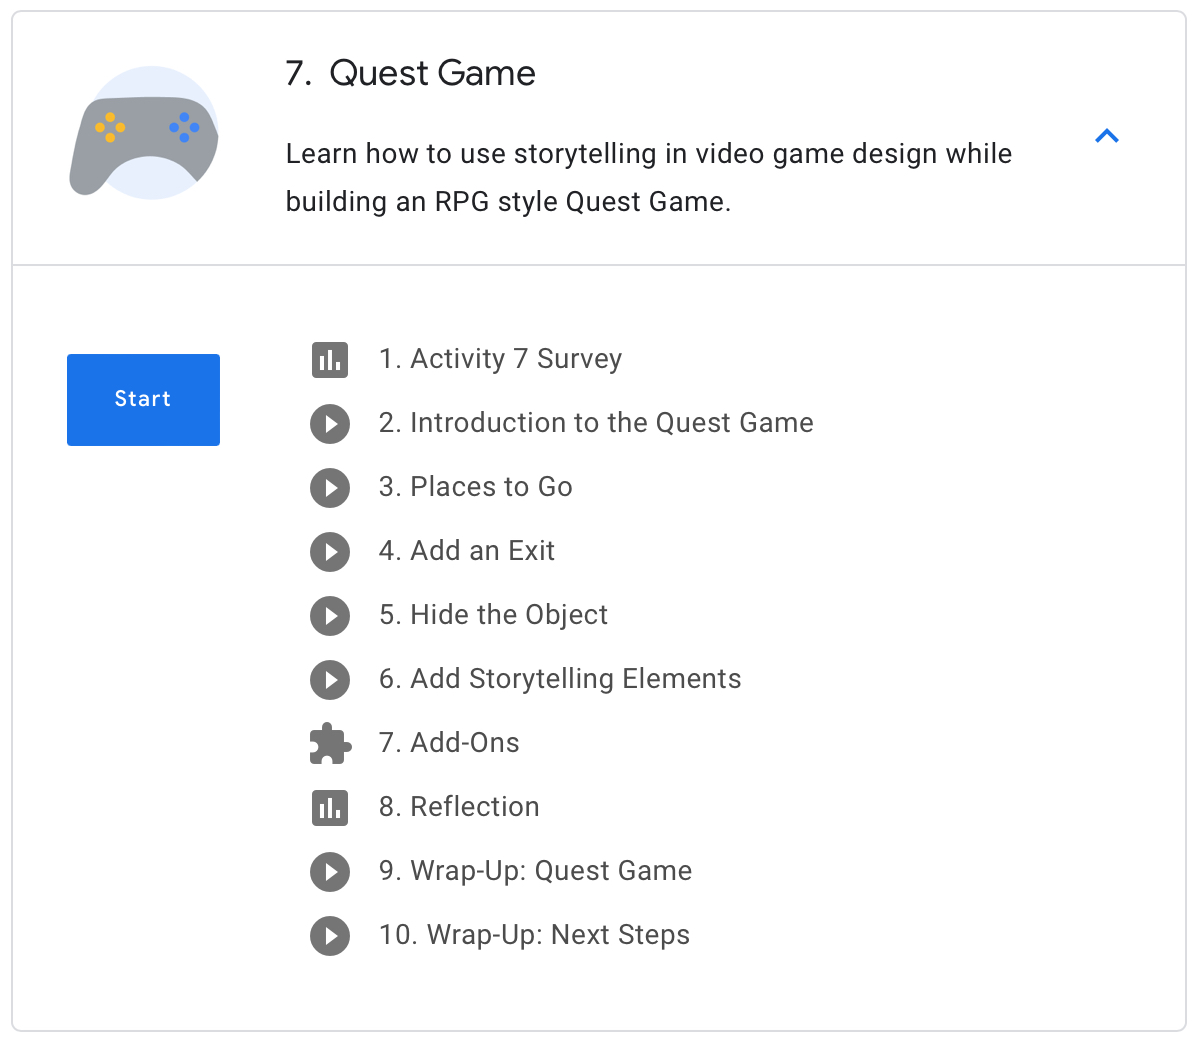 7. Quest Game
Learn how to use storytelling in video game design while
building an RPG style Quest Game.
Start
1. Activity 7 Survey
2. Introduction to the Quest Game
3. Places to Go
4. Add an Exit
5. Hide the Object
6. Add Storytelling Elements
7. Add-Ons
8. Reflection
9. Wrap-Up: Quest Game
10. Wrap-Up: Next Steps